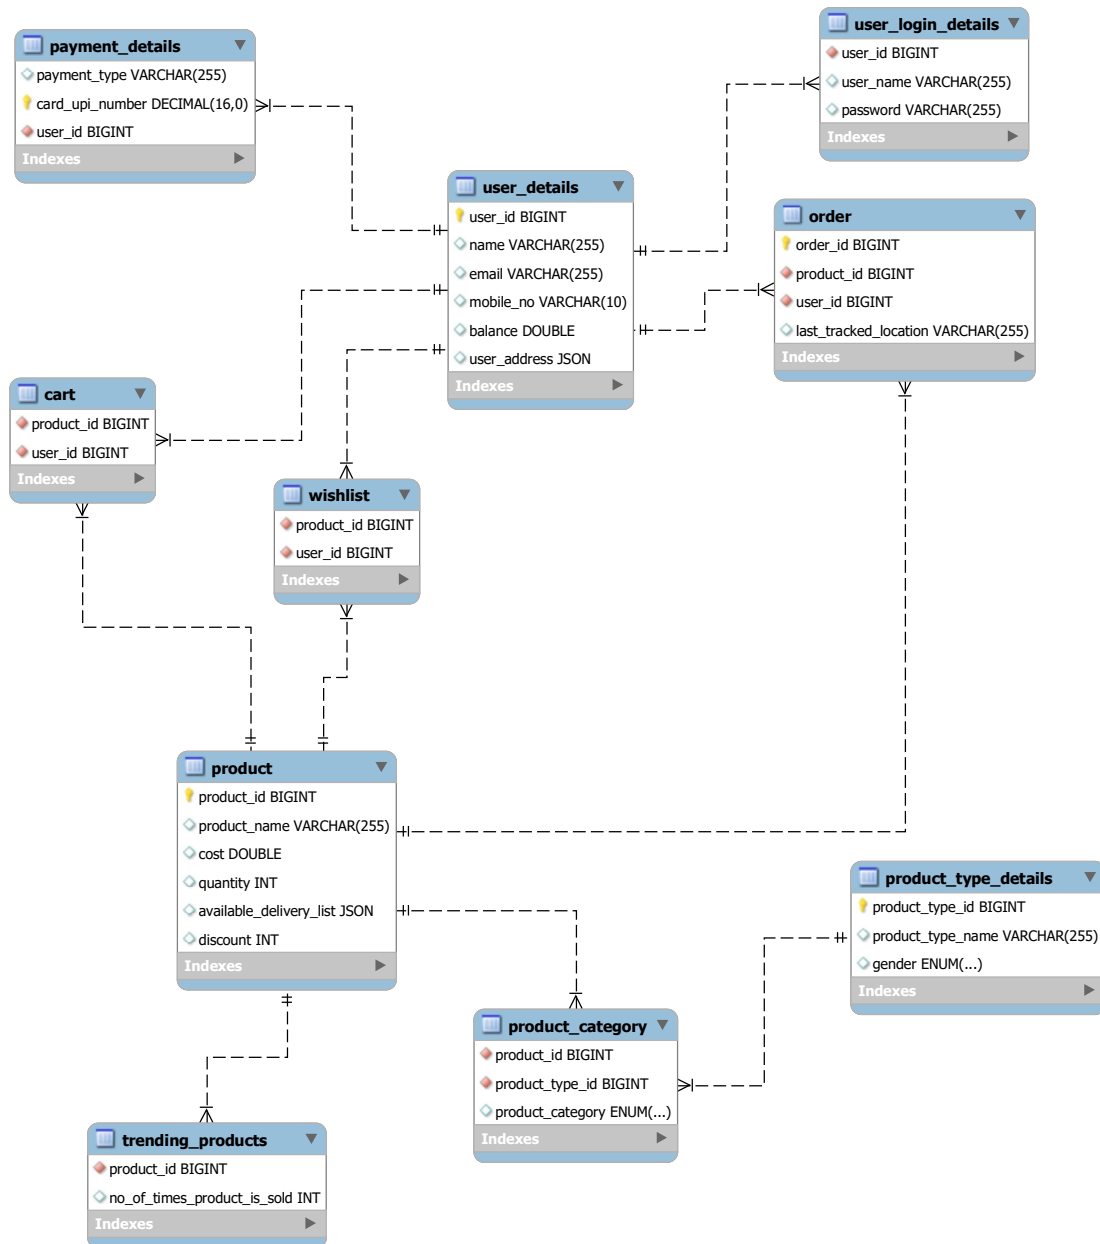 payment_details
payment_type VARCHAR(255)
card_upi_number DECIMAL(16,0)
user_id BIGINT
Indexes
user_login_details
user_id BIGINT
user_name VARCHAR(255)
password VARCHAR(255)
Indexes
user_details
user_id BIGINT
name VARCHAR(255)
email VARCHAR(255)
mobile_no VARCHAR(10)
balance DOUBLE
user_address JSON
Indexes
order
order_id BIGINT
product_id BIGINT
user_id BIGINT
last_tracked_location VARCHAR(255)
Indexes
cart
product_id BIGINT
user_id BIGINT
Indexes
wishlist
product_id BIGINT
user_id BIGINT
Indexes
product
product_id BIGINT
product_name VARCHAR(255)
cost DOUBLE
quantity INT
available_delivery_list JSON
discount INT
Indexes
product_type_details
product_type_id BIGINT
product_type_name VARCHAR(255)
gender ENUM(...)
Indexes
product_category
product_id BIGINT
product_type_id BIGINT
product_category ENUM(...)
Indexes
trending_products
product_id BIGINT
no_of_times_product_is_sold INT
Indexes